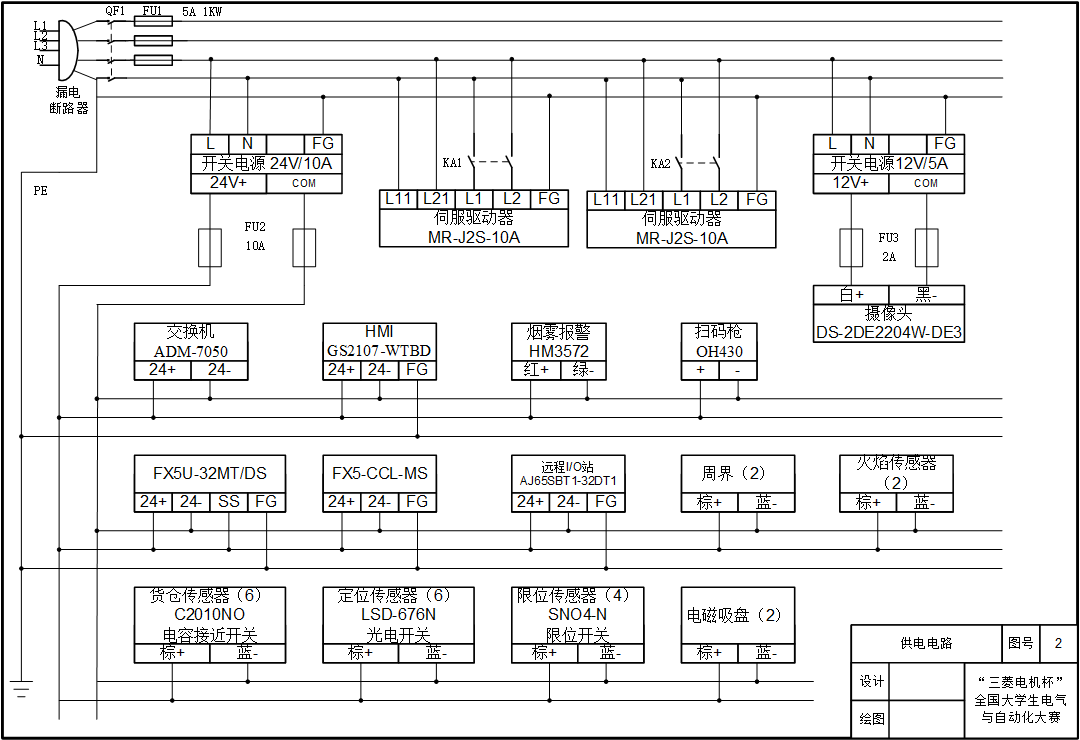 QF1 FU1 5A 1KW
L1
L2
L3
N
漏电
断路器
PE
L N FG
开关电源 24V/10A
24V+ COM
KA1
L11 L21 L1 L2 FG
伺服驱动器
MR-J2S-10A
KA2
L11 L21 L1 L2 FG
伺服驱动器
MR-J2S-10A
L N FG
开关电源12V/5A
12V+ COM
FU2
10A
FU3
2A
白+ 黑-
摄像头
DS-2DE2204W-DE3
交换机
ADM-7050
24+ 24-
HMI
GS2107-WTBD
24+ 24- FG
烟雾报警
HM3572
红+ 绿-
扫码枪
OH430
+ -
FX5U-32MT/DS
24+ 24- SS FG
FX5-CCL-MS
24+ 24- FG
远程I/O站
AJ65SBT1-32DT1
24+ 24- FG
周界（2）
棕+ 蓝-
火焰传感器
（2）
棕+ 蓝-
货仓传感器（6）
C2010NO
电容接近开关
棕+ 蓝-
定位传感器（6）
LSD-676N
光电开关
棕+ 蓝-
限位传感器（4）
SNO4-N
限位开关
棕+ 蓝-
电磁吸盘（2）
棕+ 蓝-
供电电路 图号 2
设计
绘图
“三菱电机杯”
全国大学生电气
与自动化大赛